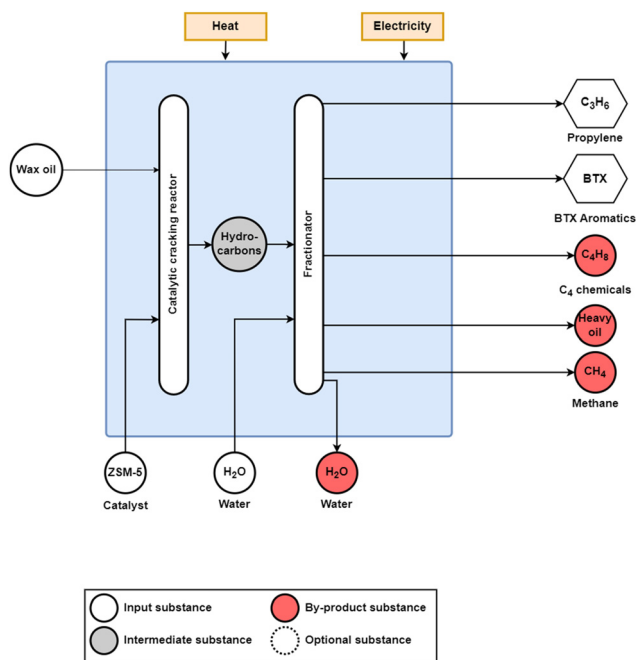 Heat
Electricity
C₃H₆
Propylene
Wax oil
Catalytic cracking reactor
Fractionator
BTX
BTX Aromatics
Hydro-
carbons
C₄H₈
C₄ chemicals
Heavy
oil
CH₄
Methane
ZSM-5
Catalyst
H₂O
Water
H₂O
Water
Input substance
By-product substance
Intermediate substance
Optional substance